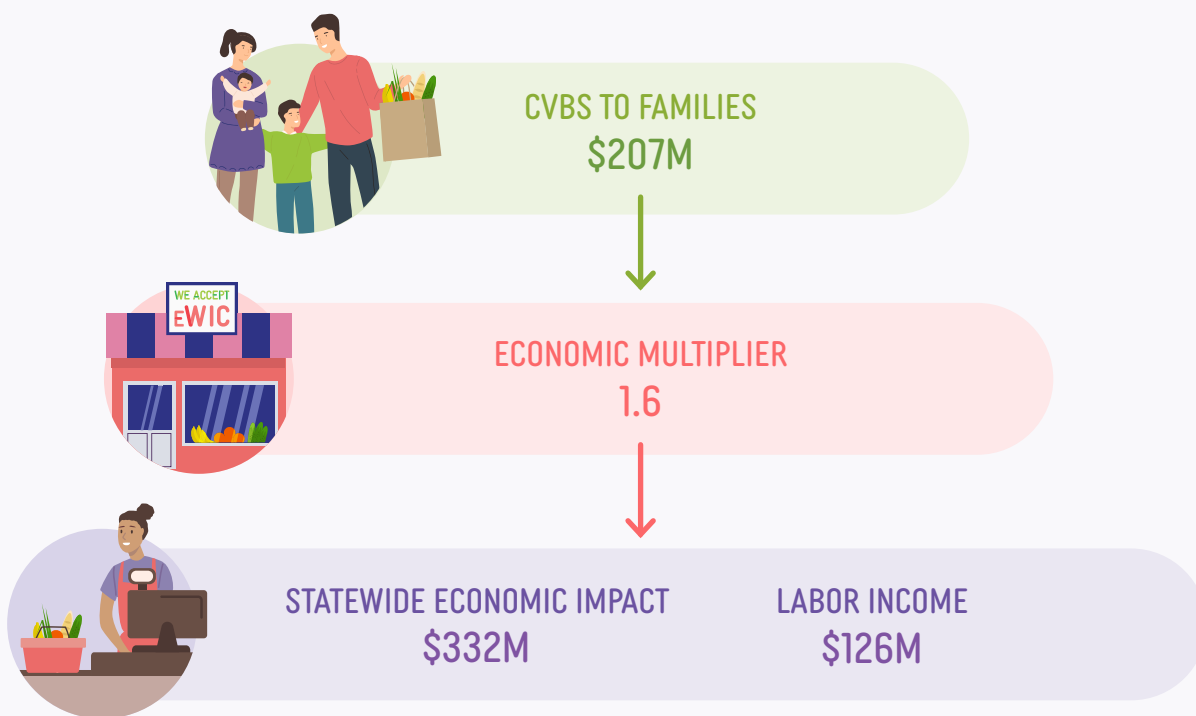 CVBS TO FAMILIES
$207M
WE ACCEPT
eWIC
ECONOMIC MULTIPLIER
1.6
STATEWIDE ECONOMIC IMPACT
$332M
LABOR INCOME
$126M